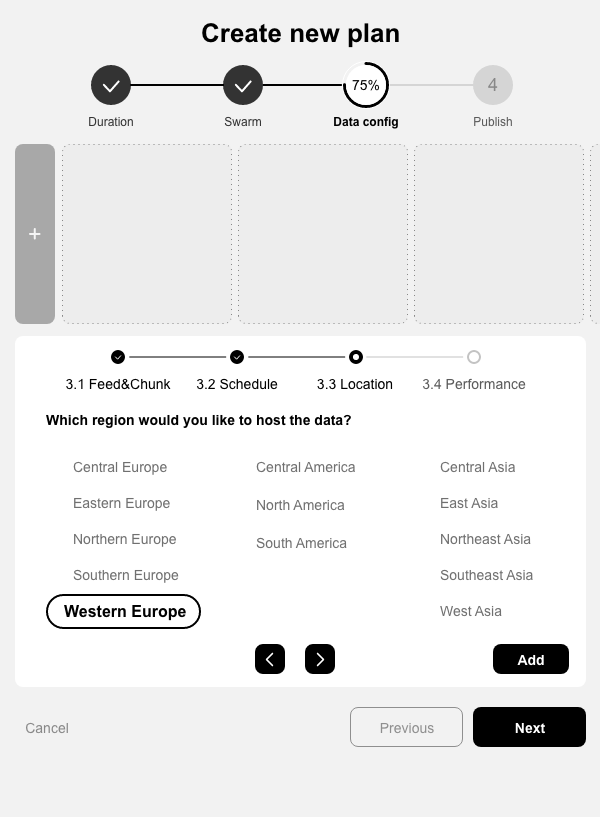 Create new plan
75%
4
Duration
Swarm
Data config
Publish
+
3.1 Feed&Chunk
3.2 Schedule
3.3 Location
3.4 Performance
Which region would you like to host the data?
Central Europe
Eastern Europe
Northern Europe
Southern Europe
Western Europe
Central America
North America
South America
Central Asia
East Asia
Northeast Asia
Southeast Asia
West Asia
Add
Cancel
Previous
Next